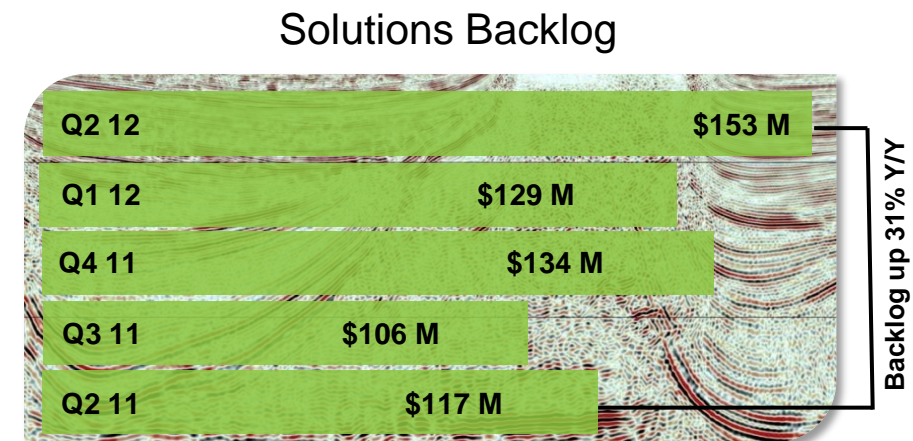 Solutions Backlog
Q2 12 $153 M
Q1 12 $129 M
Q4 11 $134 M
Q3 11 $106 M
Q2 11 $117 M
Backlog up 31% Y/Y